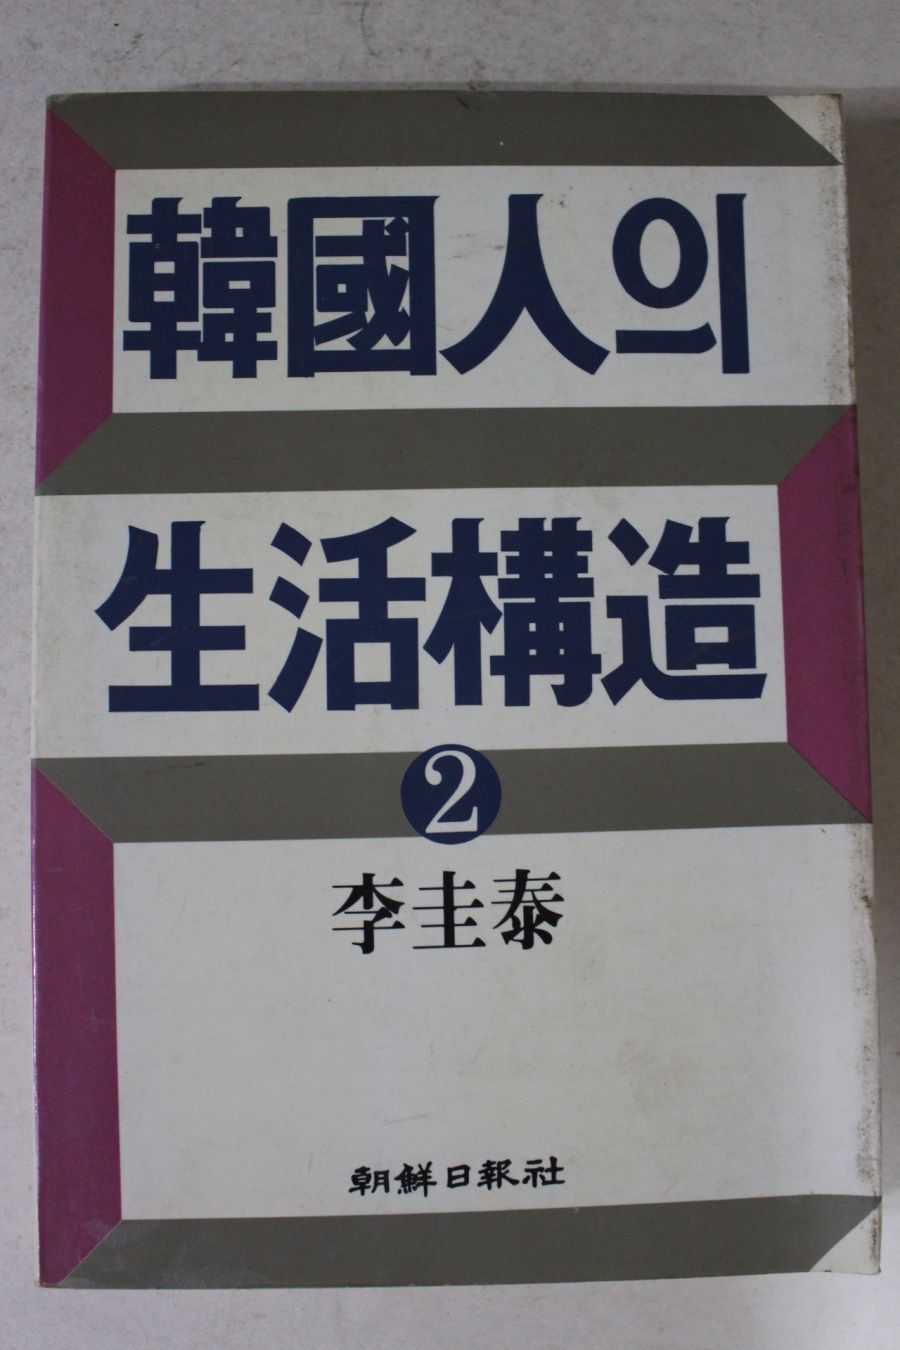 韓國人의
生活構造
2
李圭泰
朝鮮日報社